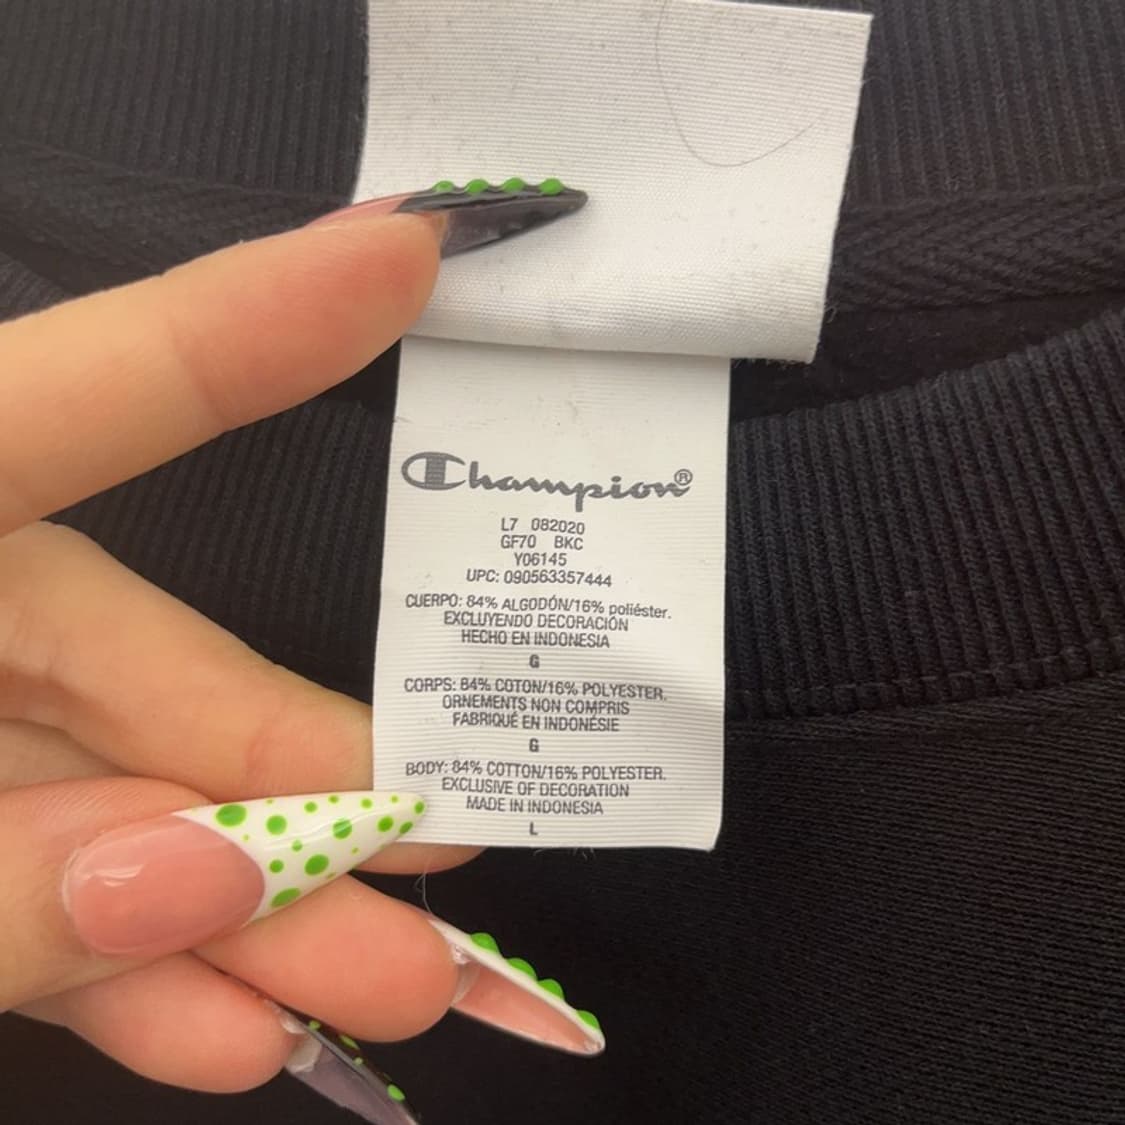 Champion®
L7 082020
GF70 BKC
Y06145
UPC: 090563357444
CUERPO: 84% ALGODÓN/16% poliéster.
EXCLUYENDO DECORACIÓN
HECHO EN INDONESIA
G
CORPS: 84% COTON/16% POLYESTER.
ORNEMENTS NON COMPRIS
FABRIQUÉ EN INDONÉSIE
G
BODY: 84% COTTON/16% POLYESTER.
EXCLUSIVE OF DECORATION
MADE IN INDONESIA
L